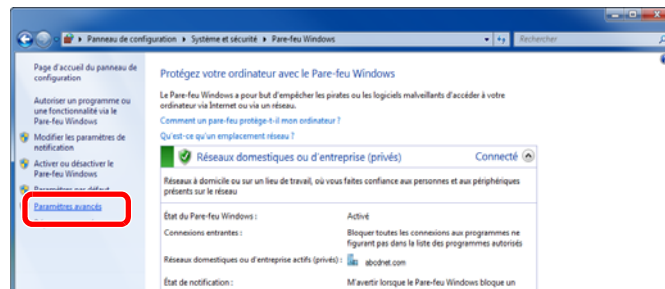 Panneau de configuration ▸ Système et sécurité ▸ Pare-feu Windows
Rechercher
Page d'accueil du panneau de
configuration
Autoriser un programme ou
une fonctionnalité via le
Pare-feu Windows
Modifier les paramètres de
notification
Activer ou désactiver le
Pare-feu Windows
Paramètres par défaut
Paramètres avancés
Protégez votre ordinateur avec le Pare-feu Windows
Le Pare-feu Windows a pour but d'empêcher les pirates ou les logiciels malveillants d'accéder à votre
ordinateur via Internet ou via un réseau.
Comment un pare-feu protège-t-il mon ordinateur ?
Qu'est-ce qu'un emplacement réseau ?
Réseaux domestiques ou d'entreprise (privés) Connecté
Réseaux à domicile ou sur un lieu de travail, où vous faites confiance aux personnes et aux périphériques
présents sur le réseau
État du Pare-feu Windows : Activé
Connexions entrantes : Bloquer toutes les connexions aux programmes ne
figurant pas dans la liste des programmes autorisés
Réseaux domestiques ou d'entreprise actifs (privés) : abcdnet.com
État de notification : M'avertir lorsque le Pare-feu Windows bloque un